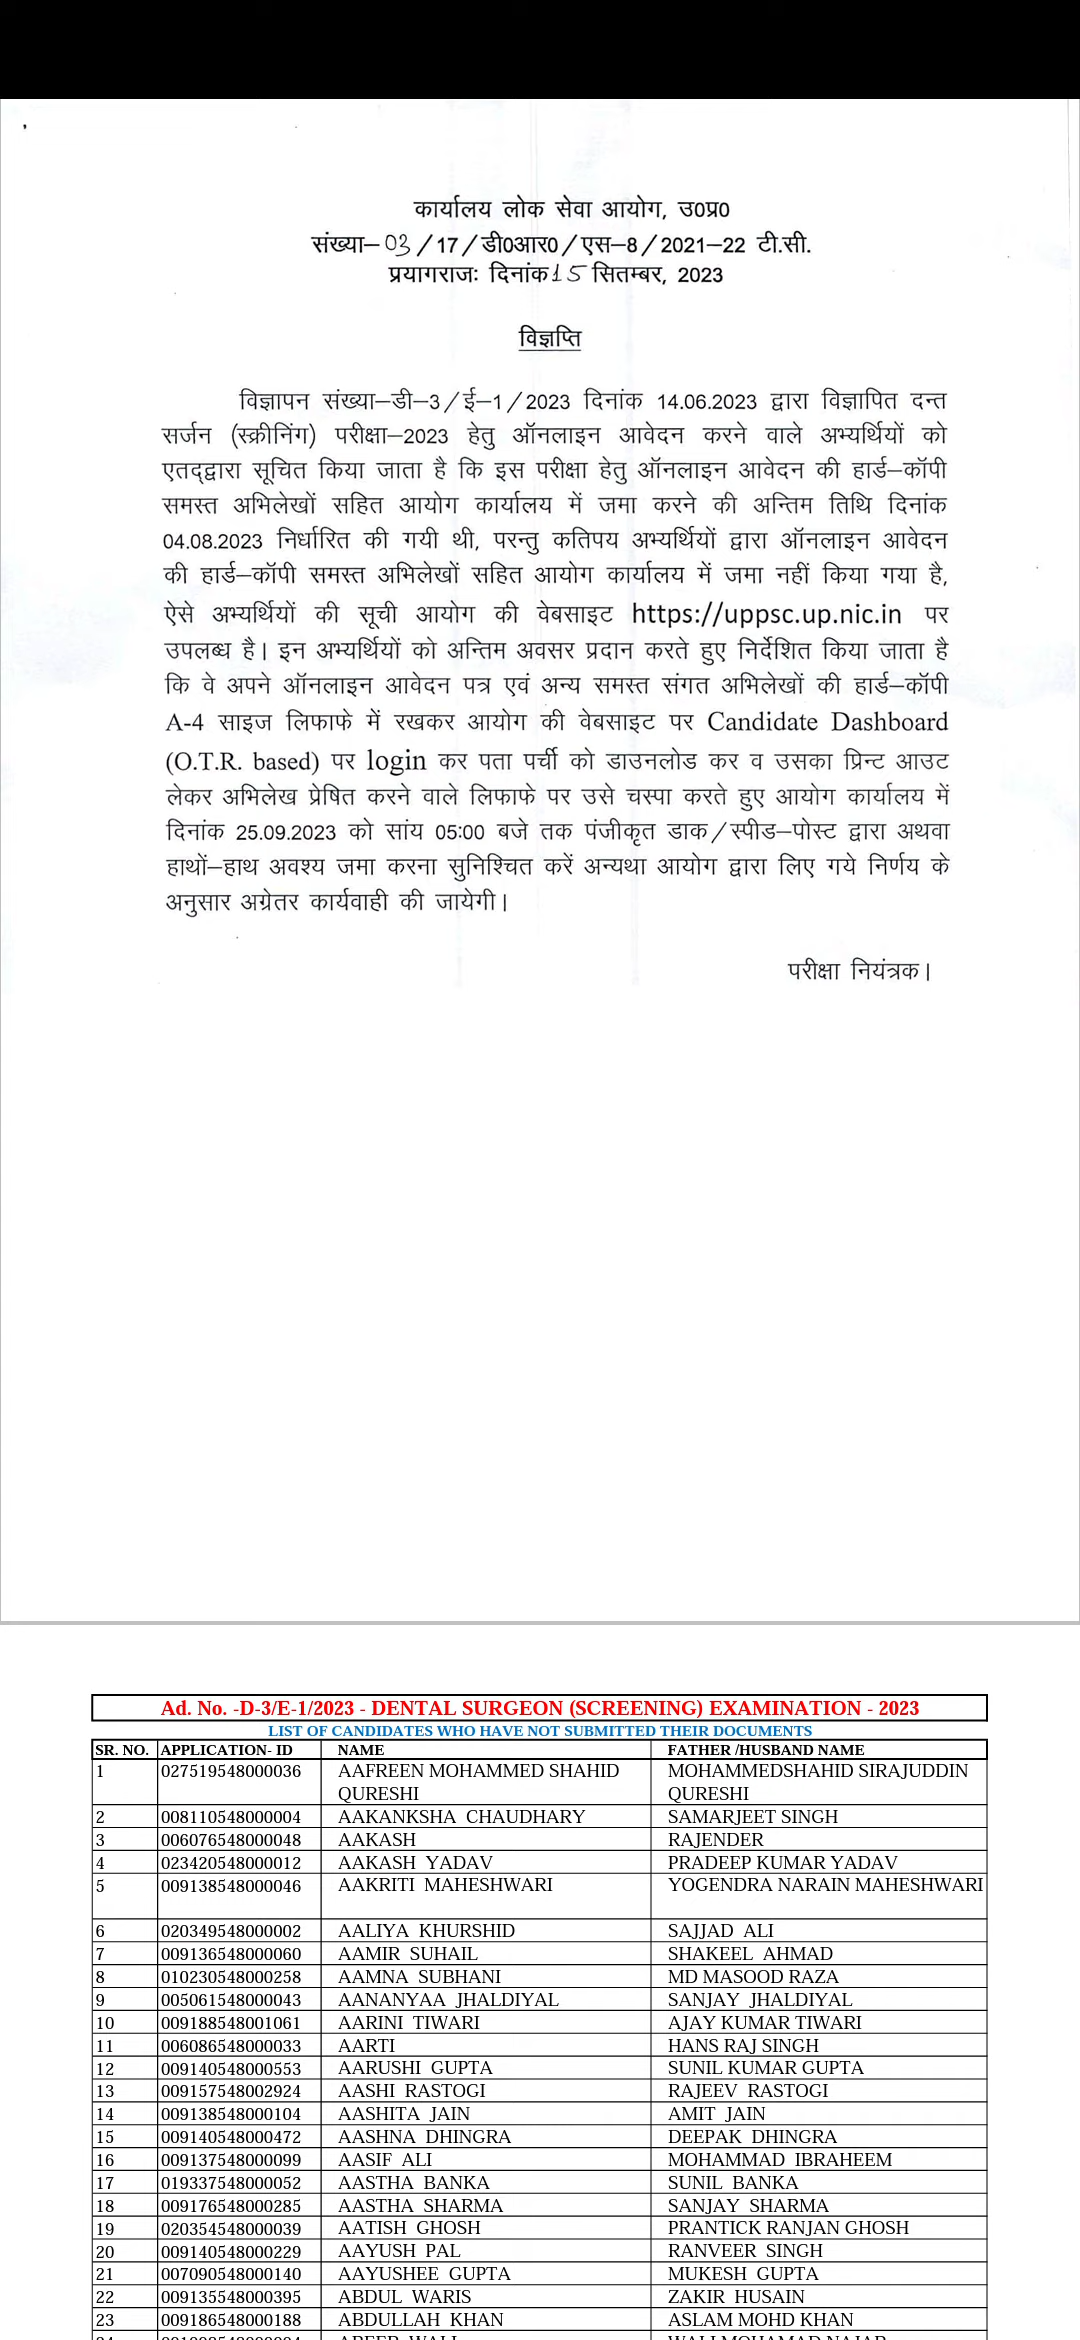 कार्यालय लोक सेवा आयोग, उ0प्र0
संख्या–03/17/डी0आर0/एस–8/2021–22 टी.सी.
प्रयागराजः दिनांक 15 सितम्बर, 2023
विज्ञप्ति
विज्ञापन संख्या–डी–3/ई–1/2023 दिनांक 14.06.2023 द्वारा विज्ञापित दन्त
सर्जन (स्क्रीनिंग) परीक्षा–2023 हेतु ऑनलाइन आवेदन करने वाले अभ्यर्थियों को
एतद्द्वारा सूचित किया जाता है कि इस परीक्षा हेतु ऑनलाइन आवेदन की हार्ड–कॉपी
समस्त अभिलेखों सहित आयोग कार्यालय में जमा करने की अन्तिम तिथि दिनांक
04.08.2023 निर्धारित की गयी थी, परन्तु कतिपय अभ्यर्थियों द्वारा ऑनलाइन आवेदन
की हार्ड–कॉपी समस्त अभिलेखों सहित आयोग कार्यालय में जमा नहीं किया गया है,
ऐसे अभ्यर्थियों की सूची आयोग की वेबसाइट https://uppsc.up.nic.in पर
उपलब्ध है। इन अभ्यर्थियों को अन्तिम अवसर प्रदान करते हुए निर्देशित किया जाता है
कि वे अपने ऑनलाइन आवेदन पत्र एवं अन्य समस्त संगत अभिलेखों की हार्ड–कॉपी
A-4 साइज लिफाफे में रखकर आयोग की वेबसाइट पर Candidate Dashboard
(O.T.R. based) पर login कर पता पर्ची को डाउनलोड कर व उसका प्रिन्ट आउट
लेकर अभिलेख प्रेषित करने वाले लिफाफे पर उसे चस्पा करते हुए आयोग कार्यालय में
दिनांक 25.09.2023 को सांय 05:00 बजे तक पंजीकृत डाक/स्पीड–पोस्ट द्वारा अथवा
हाथों–हाथ अवश्य जमा करना सुनिश्चित करें अन्यथा आयोग द्वारा लिए गये निर्णय के
अनुसार अग्रेतर कार्यवाही की जायेगी।
परीक्षा नियंत्रक।
Ad. No. -D-3/E-1/2023 - DENTAL SURGEON (SCREENING) EXAMINATION - 2023
LIST OF CANDIDATES WHO HAVE NOT SUBMITTED THEIR DOCUMENTS
SR. NO. APPLICATION- ID NAME FATHER /HUSBAND NAME
1 027519548000036 AAFREEN MOHAMMED SHAHID MOHAMMEDSHAHID SIRAJUDDIN
QURESHI QURESHI
2 008110548000004 AAKANKSHA CHAUDHARY SAMARJEET SINGH
3 006076548000048 AAKASH RAJENDER
4 023420548000012 AAKASH YADAV PRADEEP KUMAR YADAV
5 009138548000046 AAKRITI MAHESHWARI YOGENDRA NARAIN MAHESHWARI
6 020349548000002 AALIYA KHURSHID SAJJAD ALI
7 009136548000060 AAMIR SUHAIL SHAKEEL AHMAD
8 010230548000258 AAMNA SUBHANI MD MASOOD RAZA
9 005061548000043 AANANYAA JHALDIYAL SANJAY JHALDIYAL
10 009188548001061 AARINI TIWARI AJAY KUMAR TIWARI
11 006086548000033 AARTI HANS RAJ SINGH
12 009140548000553 AARUSHI GUPTA SUNIL KUMAR GUPTA
13 009157548002924 AASHI RASTOGI RAJEEV RASTOGI
14 009138548000104 AASHITA JAIN AMIT JAIN
15 009140548000472 AASHNA DHINGRA DEEPAK DHINGRA
16 009137548000099 AASIF ALI MOHAMMAD IBRAHEEM
17 019337548000052 AASTHA BANKA SUNIL BANKA
18 009176548000285 AASTHA SHARMA SANJAY SHARMA
19 020354548000039 AATISH GHOSH PRANTICK RANJAN GHOSH
20 009140548000229 AAYUSH PAL RANVEER SINGH
21 007090548000140 AAYUSHEE GUPTA MUKESH GUPTA
22 009135548000395 ABDUL WARIS ZAKIR HUSAIN
23 009186548000188 ABDULLAH KHAN ASLAM MOHD KHAN